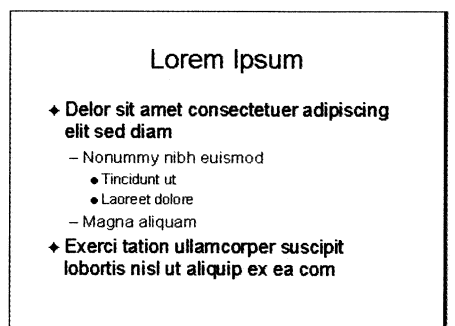 Lorem Ipsum
✦ Delor sit amet consectetuer adipiscing
elit sed diam
– Nonummy nibh euismod
● Tincidunt ut
● Laoreet dolore
– Magna aliquam
✦ Exerci tation ullamcorper suscipit
lobortis nisl ut aliquip ex ea com